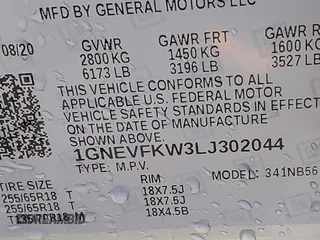 MFD BY GENERAL MOTORS LLC
08/20 GVWR GAWR FRT GAWR R
2800 KG 1450 KG 1600 K
6173 LB 3196 LB 3527 LB
THIS VEHICLE CONFORMS TO ALL
APPLICABLE U.S. FEDERAL MOTOR
VEHICLE SAFETY STANDARDS IN EFFECT
ON THE DATE OF MANUFACTURE
SHOWN ABOVE.
1GNEVFKW3LJ302044
TYPE: M.P.V. MODEL: 341NB56
TIRE SIZE RIM
255/65R18 T 18X7.5J
255/65R18 T 18X7.5J
135/ R18 M 18X4.5B